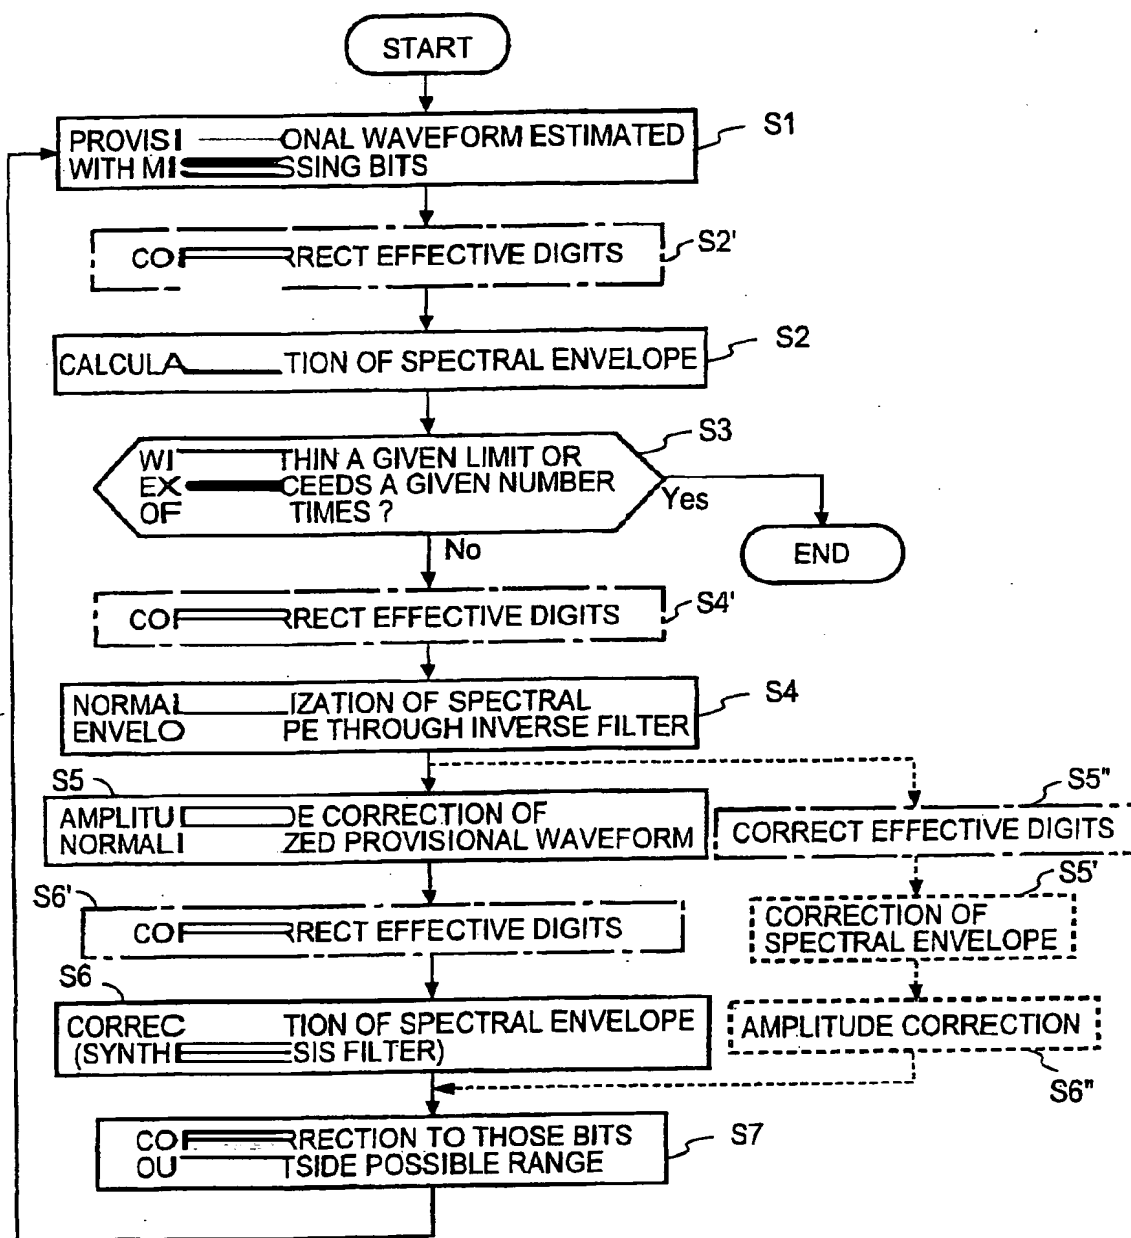 START
PROVISIONAL WAVEFORM ESTIMATED
WITH MISSING BITS
S1
CORRECT EFFECTIVE DIGITS
S2'
CALCULATION OF SPECTRAL ENVELOPE
S2
WITHIN A GIVEN LIMIT OR
EXCEEDS A GIVEN NUMBER
OF TIMES ?
S3
Yes
END
No
CORRECT EFFECTIVE DIGITS
S4'
NORMALIZATION OF SPECTRAL
ENVELOPE THROUGH INVERSE FILTER
S4
S5
AMPLITUDE CORRECTION OF
NORMALIZED PROVISIONAL WAVEFORM
S5"
CORRECT EFFECTIVE DIGITS
S6'
CORRECT EFFECTIVE DIGITS
S5'
CORRECTION OF
SPECTRAL ENVELOPE
S6
CORRECTION OF SPECTRAL ENVELOPE
(SYNTHESIS FILTER)
AMPLITUDE CORRECTION
S6"
CORRECTION TO THOSE BITS
OUTSIDE POSSIBLE RANGE
S7